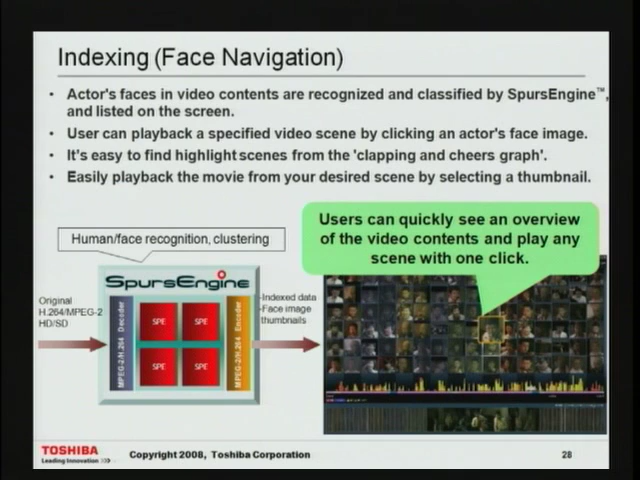 Indexing (Face Navigation)
• Actor's faces in video contents are recognized and classified by SpursEngine™,
and listed on the screen.
• User can playback a specified video scene by clicking an actor's face image.
• It's easy to find highlight scenes from the 'clapping and cheers graph'.
• Easily playback the movie from your desired scene by selecting a thumbnail.
Users can quickly see an overview
of the video contents and play any
scene with one click.
Human/face recognition, clustering
SpursEngine
Original
H.264/MPEG-2
HD/SD
MPEG-2/H.264 Decoder
SPE
SPE
SPE
SPE
MPEG-2/H.264 Encoder
-Indexed data
-Face image
thumbnails
TOSHIBA
Leading Innovation >>>
Copyright 2008, Toshiba Corporation
28